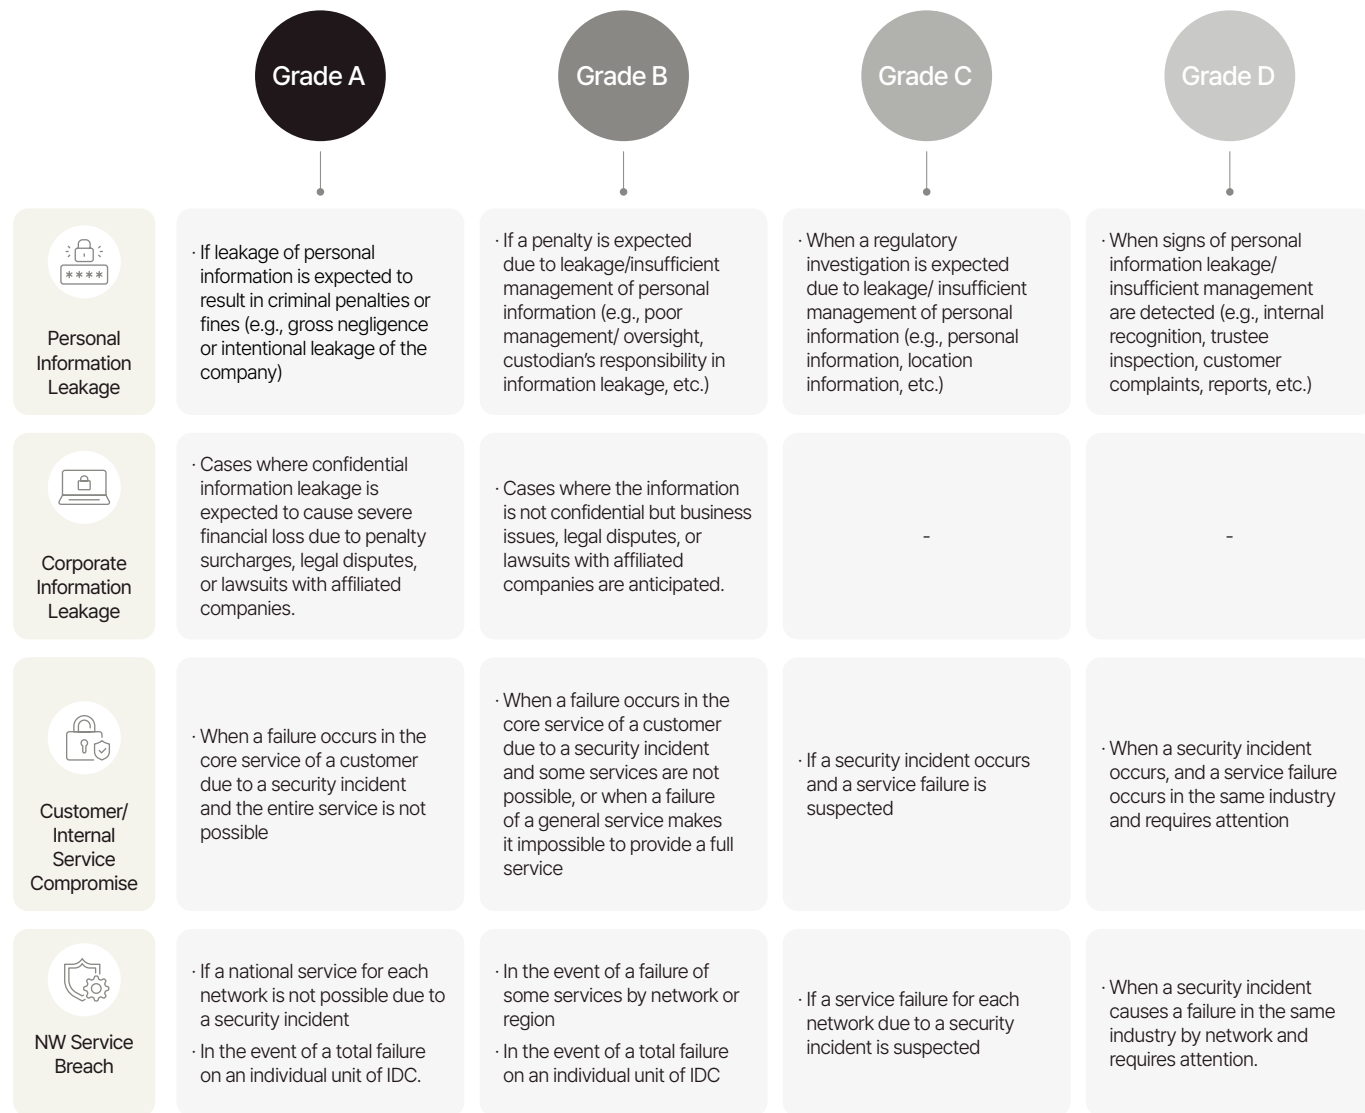 Grade A
Grade B
Grade C
Grade D
****
Personal
Information
Leakage
· If leakage of personal
information is expected to
result in criminal penalties or
fines (e.g., gross negligence
or intentional leakage of the
company)
· If a penalty is expected
due to leakage/insufficient
management of personal
information (e.g., poor
management/ oversight,
custodian’s responsibility in
information leakage, etc.)
· When a regulatory
investigation is expected
due to leakage/ insufficient
management of personal
information (e.g., personal
information, location
information, etc.)
· When signs of personal
information leakage/
insufficient management
are detected (e.g., internal
recognition, trustee
inspection, customer
complaints, reports, etc.)
Corporate
Information
Leakage
· Cases where confidential
information leakage is
expected to cause severe
financial loss due to penalty
surcharges, legal disputes,
or lawsuits with affiliated
companies.
· Cases where the information
is not confidential but business
issues, legal disputes, or
lawsuits with affiliated
companies are anticipated.
-
-
Customer/
Internal
Service
Compromise
· When a failure occurs in the
core service of a customer
due to a security incident
and the entire service is not
possible
· When a failure occurs in the
core service of a customer
due to a security incident
and some services are not
possible, or when a failure
of a general service makes
it impossible to provide a full
service
· If a security incident occurs
and a service failure is
suspected
· When a security incident
occurs, and a service failure
occurs in the same industry
and requires attention
NW Service
Breach
· If a national service for each
network is not possible due to
a security incident
· In the event of a total failure
on an individual unit of IDC.
· In the event of a failure of
some services by network or
region
· In the event of a total failure
on an individual unit of IDC
· If a service failure for each
network due to a security
incident is suspected
· When a security incident
causes a failure in the same
industry by network and
requires attention.